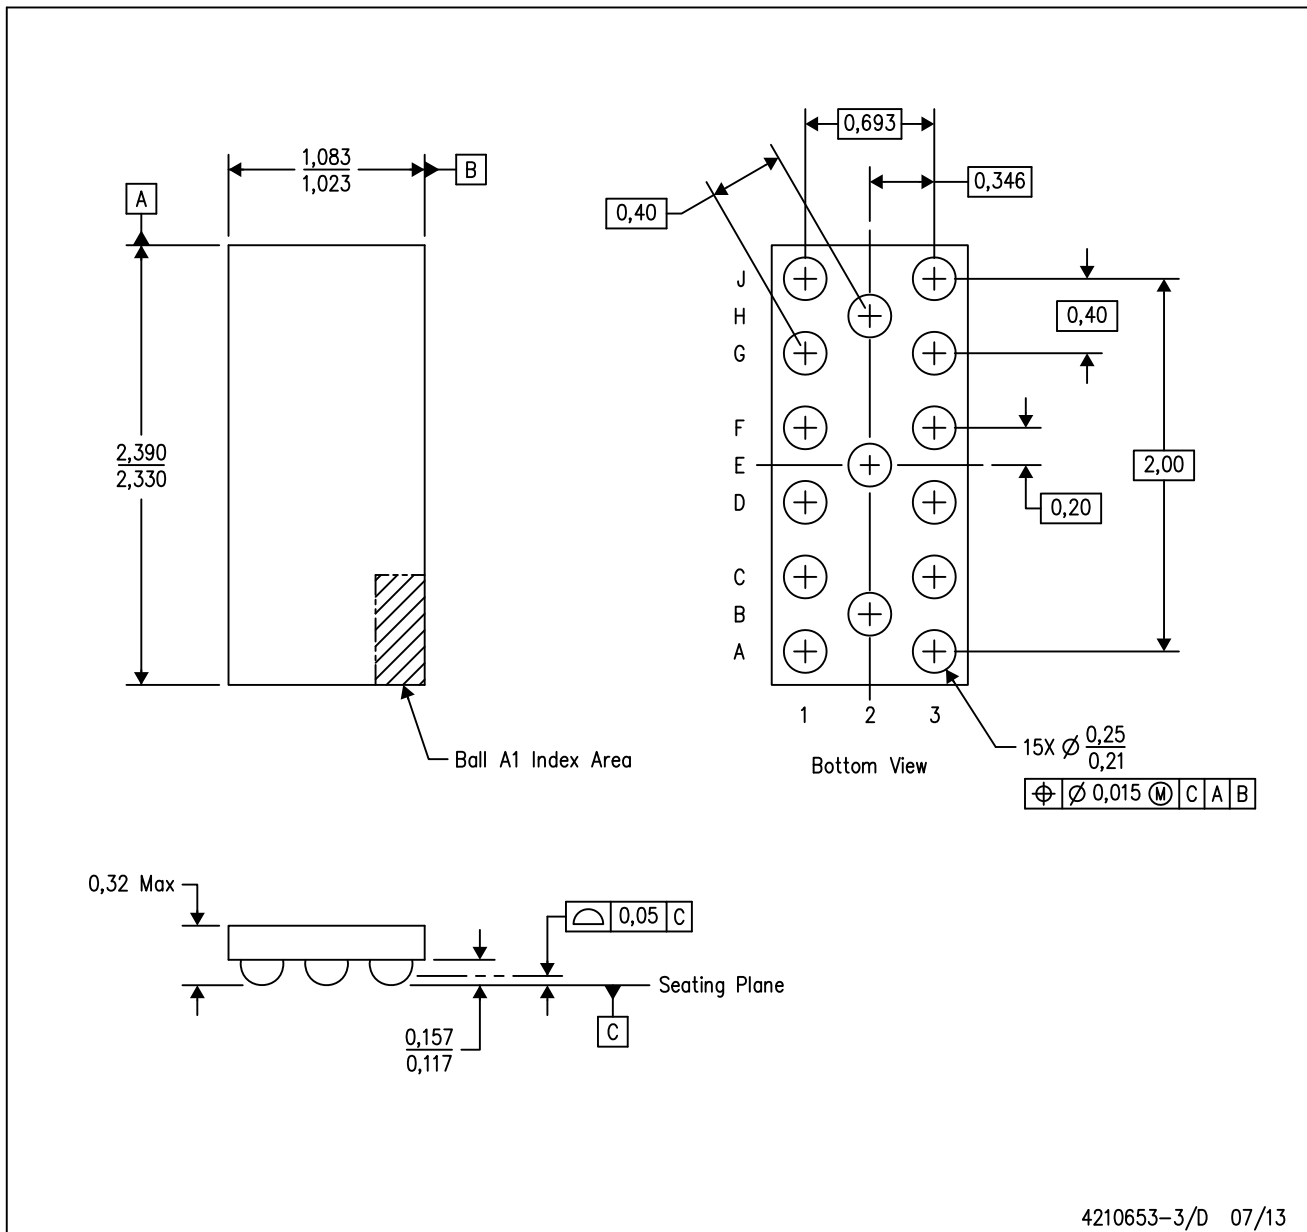 1,083
1,023
B
A
2,390
2,330
Ball A1 Index Area
0,693
0,346
0,40
J
H
G
F
E
D
C
B
A
0,40
2,00
0,20
1 2 3
Bottom View
15X Ø 0,25
0,21
⌖ Ø 0,015 Ⓜ C A B
0,32 Max
⌓ 0,05 C
Seating Plane
C
0,157
0,117
4210653-3/D 07/13